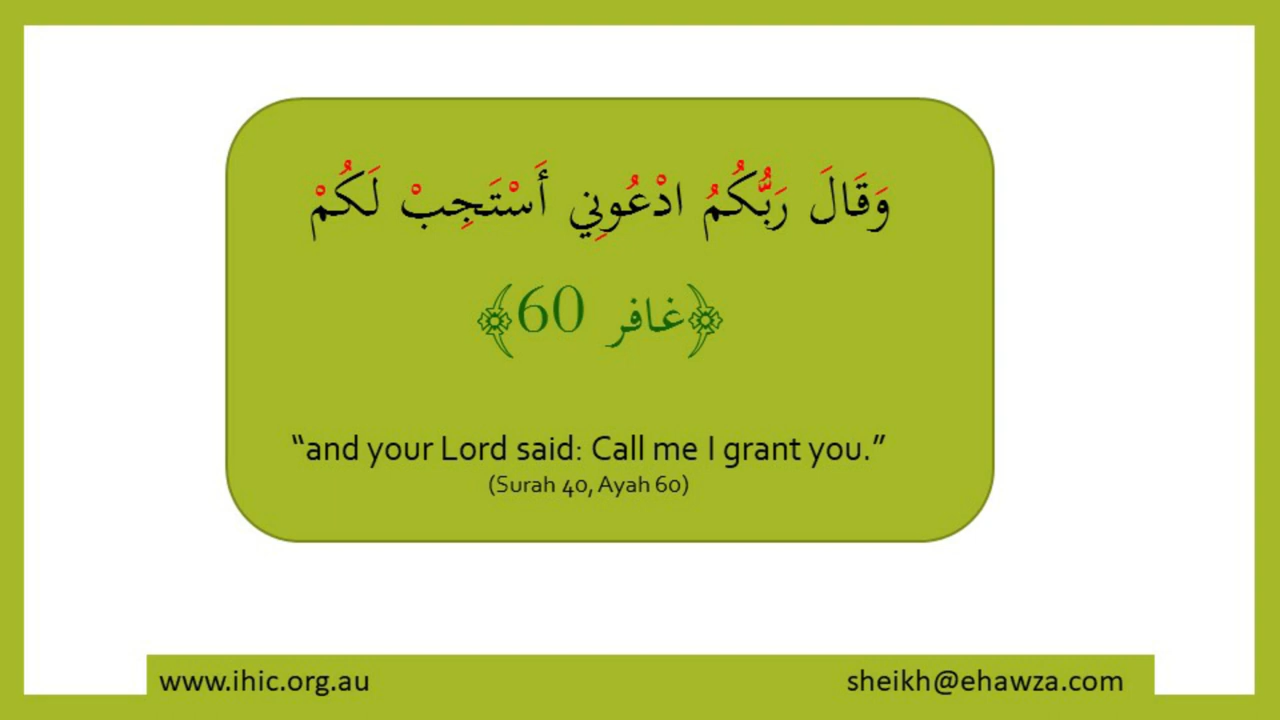 وَقَالَ رَبُّكُمُ ادْعُونِي أَسْتَجِبْ لَكُمْ
﴿غافر 60﴾
“and your Lord said: Call me I grant you.”
(Surah 40, Ayah 60)
www.ihic.org.au
sheikh@ehawza.com